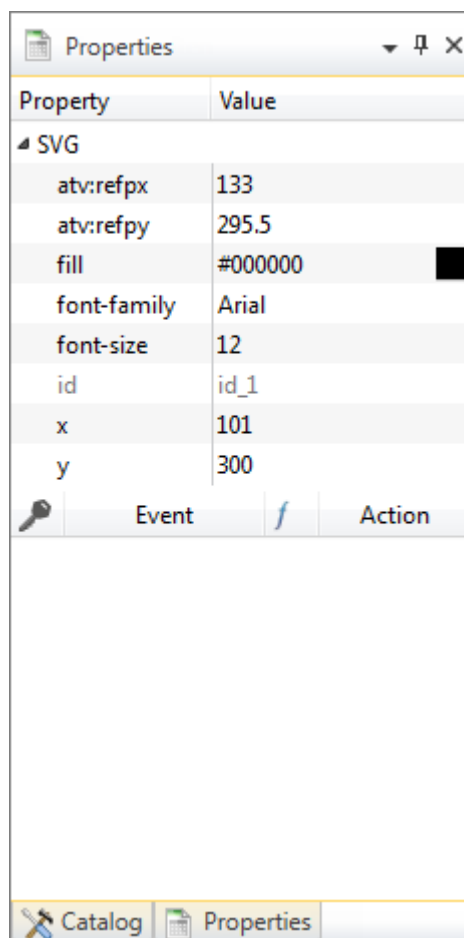 Properties
Property Value
SVG
atv:refpx 133
atv:refpy 295.5
fill #000000
font-family Arial
font-size 12
id id_1
x 101
y 300
Event f Action
Catalog Properties